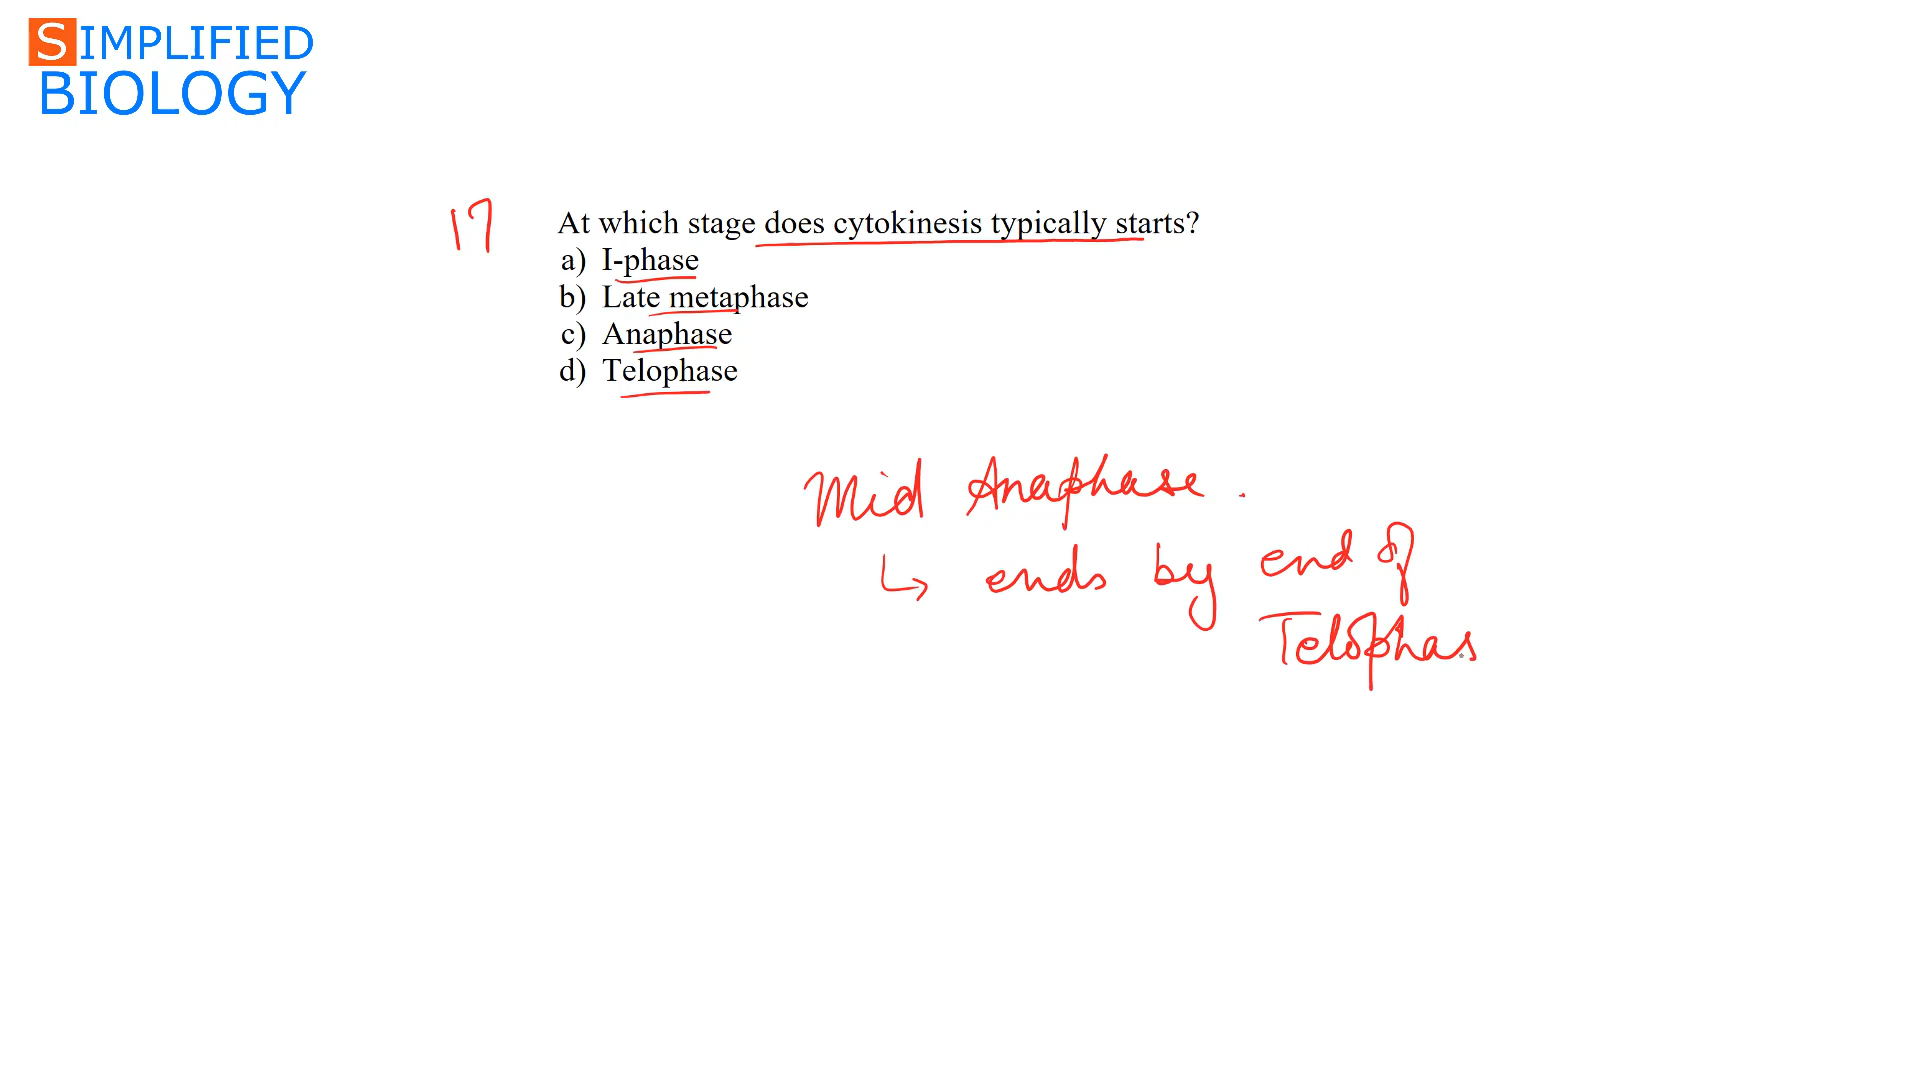 SIMPLIFIED
BIOLOGY
17 At which stage does cytokinesis typically starts?
a) I-phase
b) Late metaphase
c) Anaphase
d) Telophase
Mid Anaphase.
↳ ends by end of
Telophas